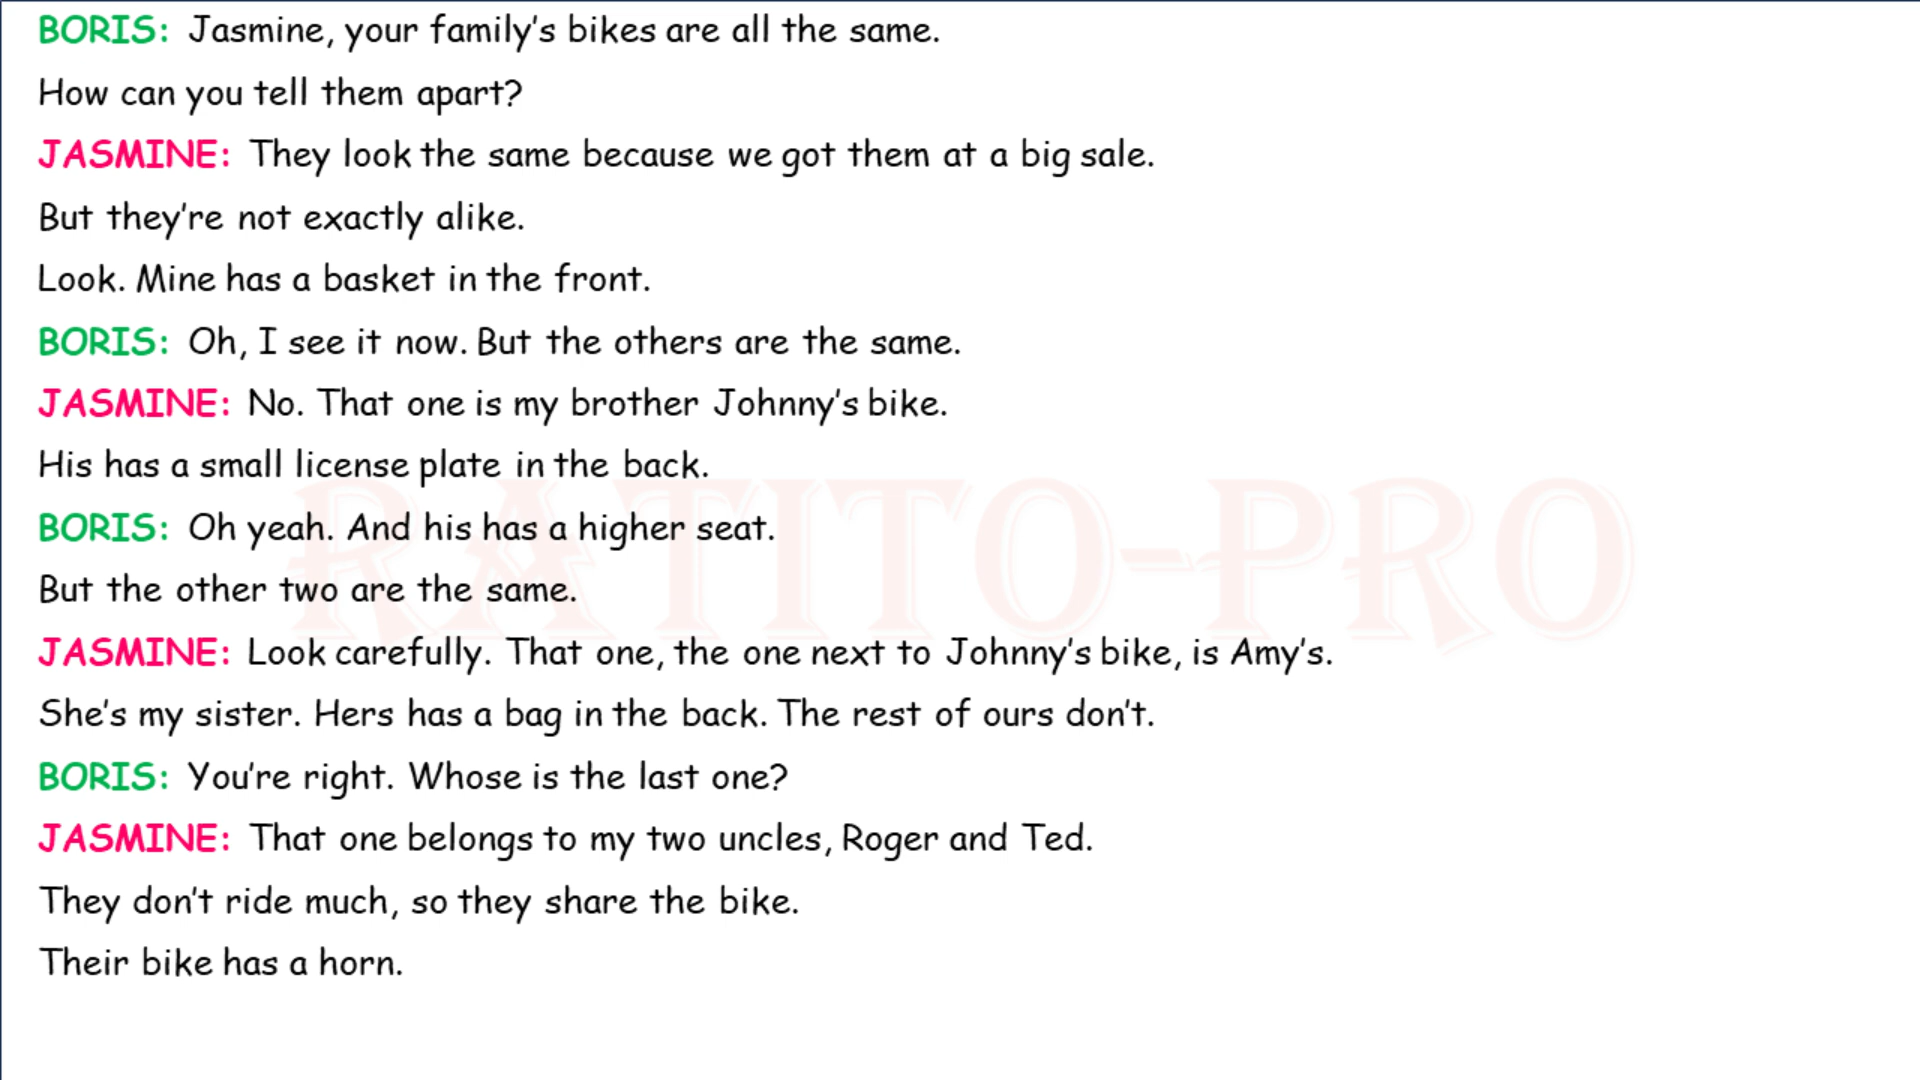 BORIS: Jasmine, your family's bikes are all the same.
How can you tell them apart?
JASMINE: They look the same because we got them at a big sale.
But they're not exactly alike.
Look. Mine has a basket in the front.
BORIS: Oh, I see it now. But the others are the same.
JASMINE: No. That one is my brother Johnny's bike.
His has a small license plate in the back.
BORIS: Oh yeah. And his has a higher seat.
But the other two are the same.
JASMINE: Look carefully. That one, the one next to Johnny's bike, is Amy's.
She's my sister. Hers has a bag in the back. The rest of ours don't.
BORIS: You're right. Whose is the last one?
JASMINE: That one belongs to my two uncles, Roger and Ted.
They don't ride much, so they share the bike.
Their bike has a horn.
RATITO-PRO